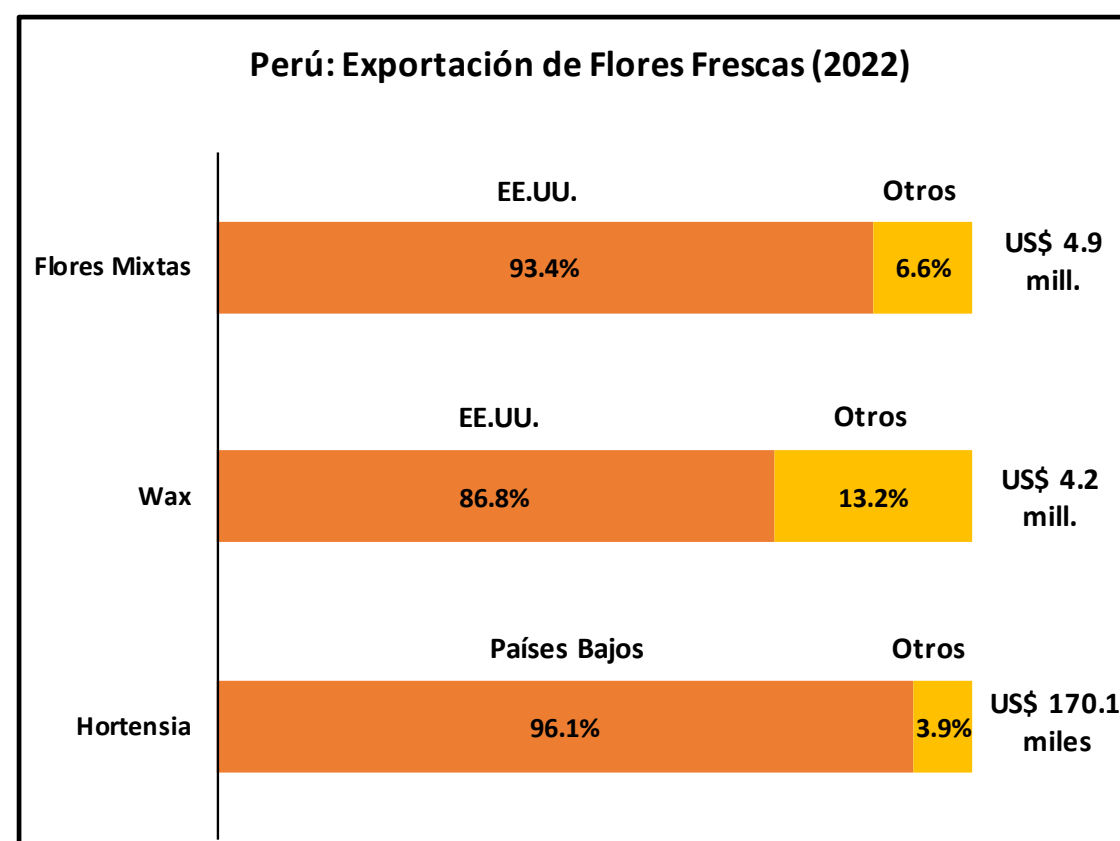 Perú: Exportación de Flores Frescas (2022)
EE.UU. Otros
Flores Mixtas 93.4% 6.6% US$ 4.9
mill.
EE.UU. Otros
Wax 86.8% 13.2% US$ 4.2
mill.
Países Bajos Otros
Hortensia 96.1% 3.9% US$ 170.1
miles